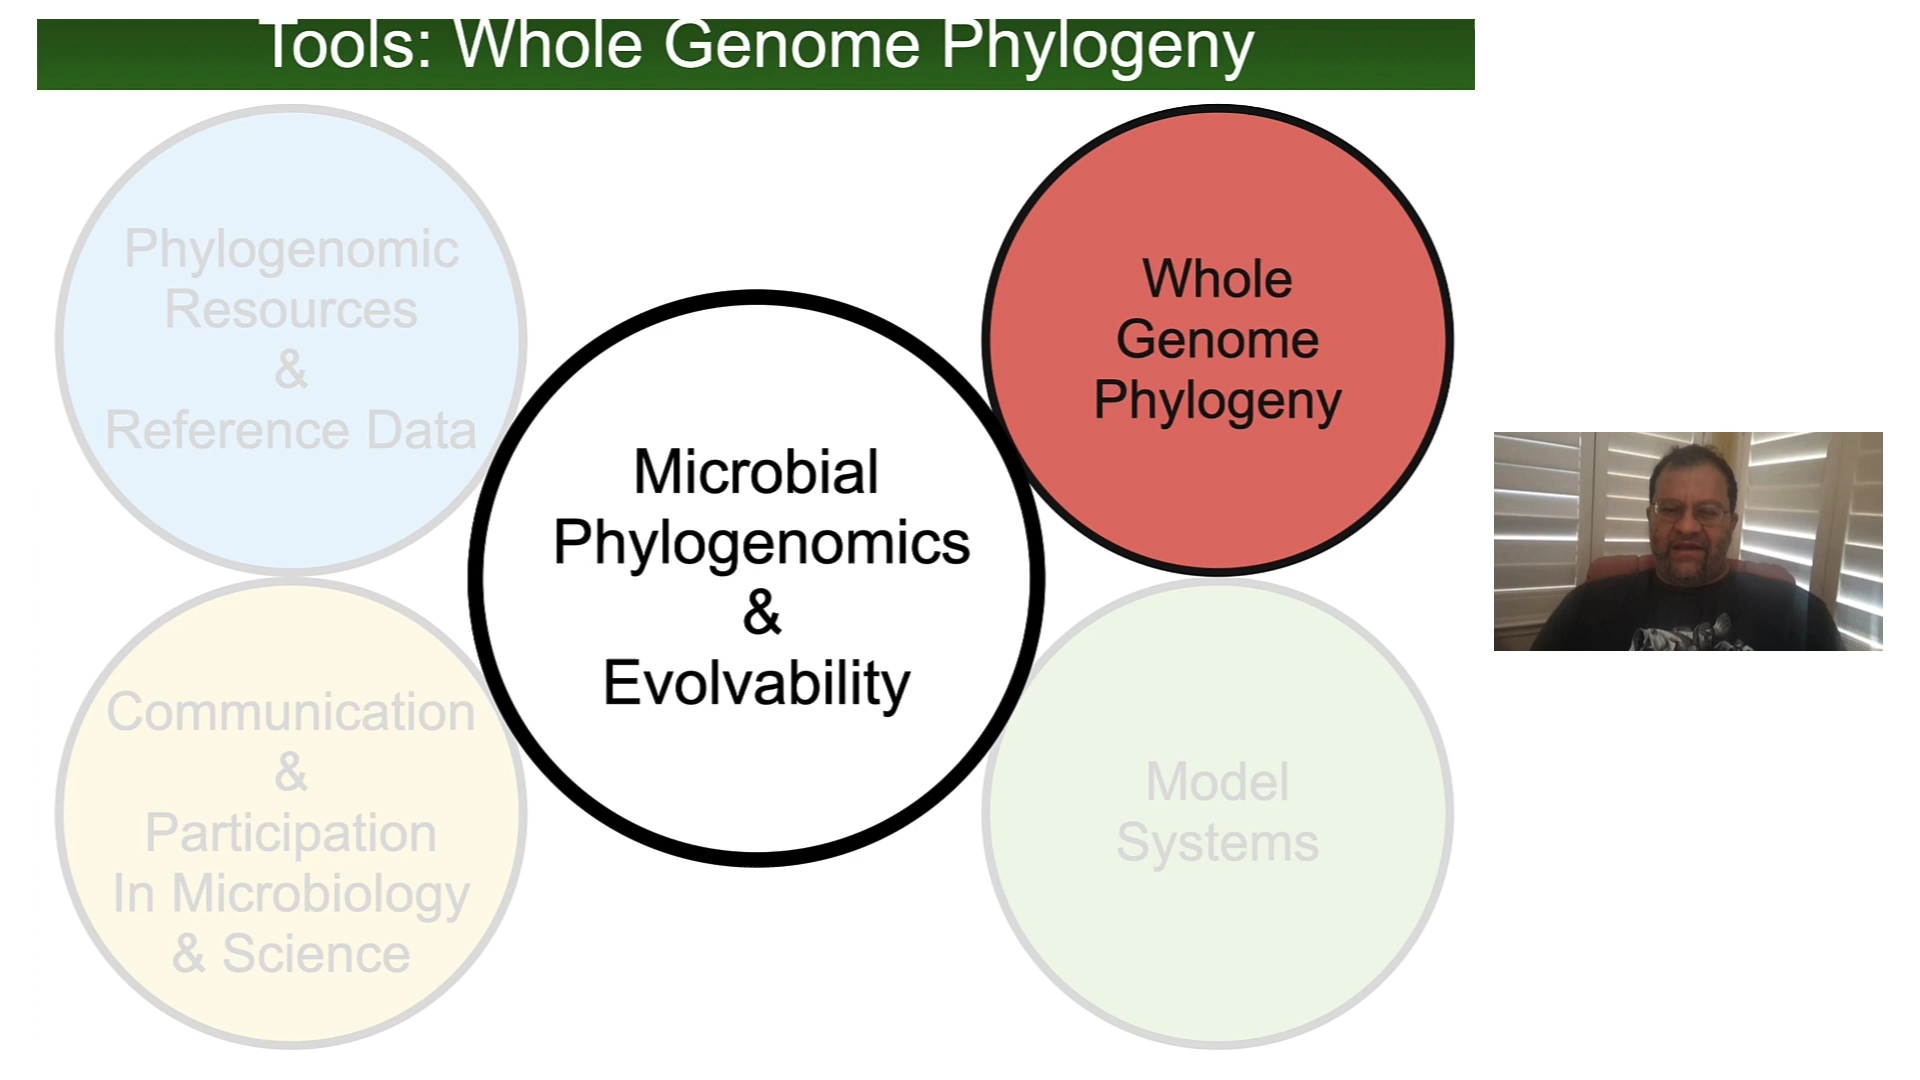 Tools: Whole Genome Phylogeny
Phylogenomic
Resources
&
Reference Data
Whole
Genome
Phylogeny
Microbial
Phylogenomics
&
Evolvability
Communication
&
Participation
In Microbiology
& Science
Model
Systems